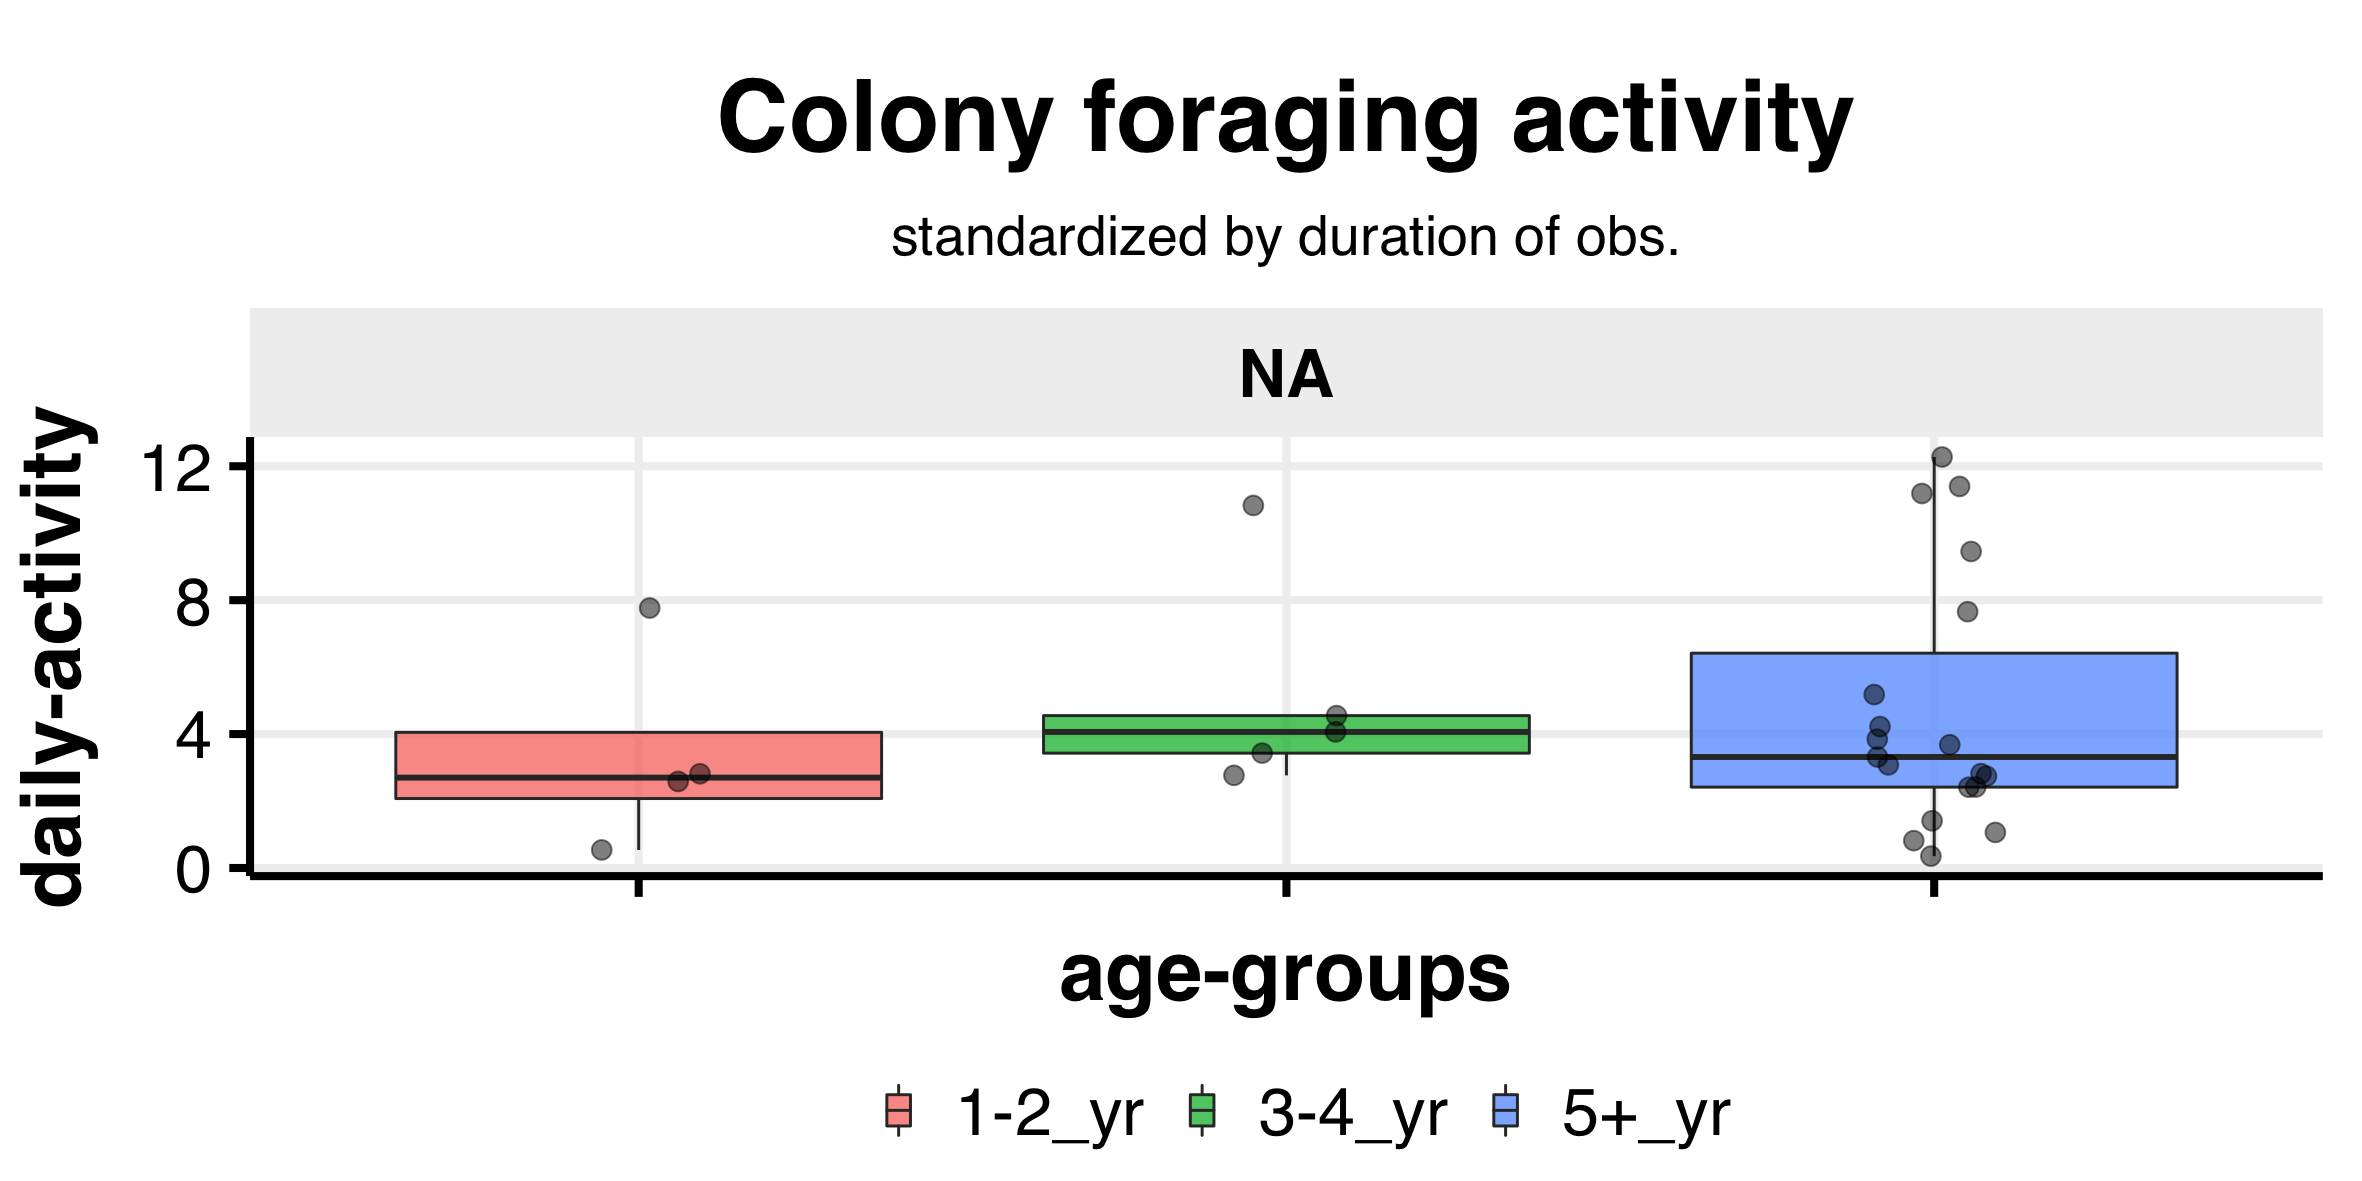 Colony foraging activity
standardized by duration of obs.
NA
daily-activity
12
8
4
0
age-groups
1-2_yr 3-4_yr 5+_yr